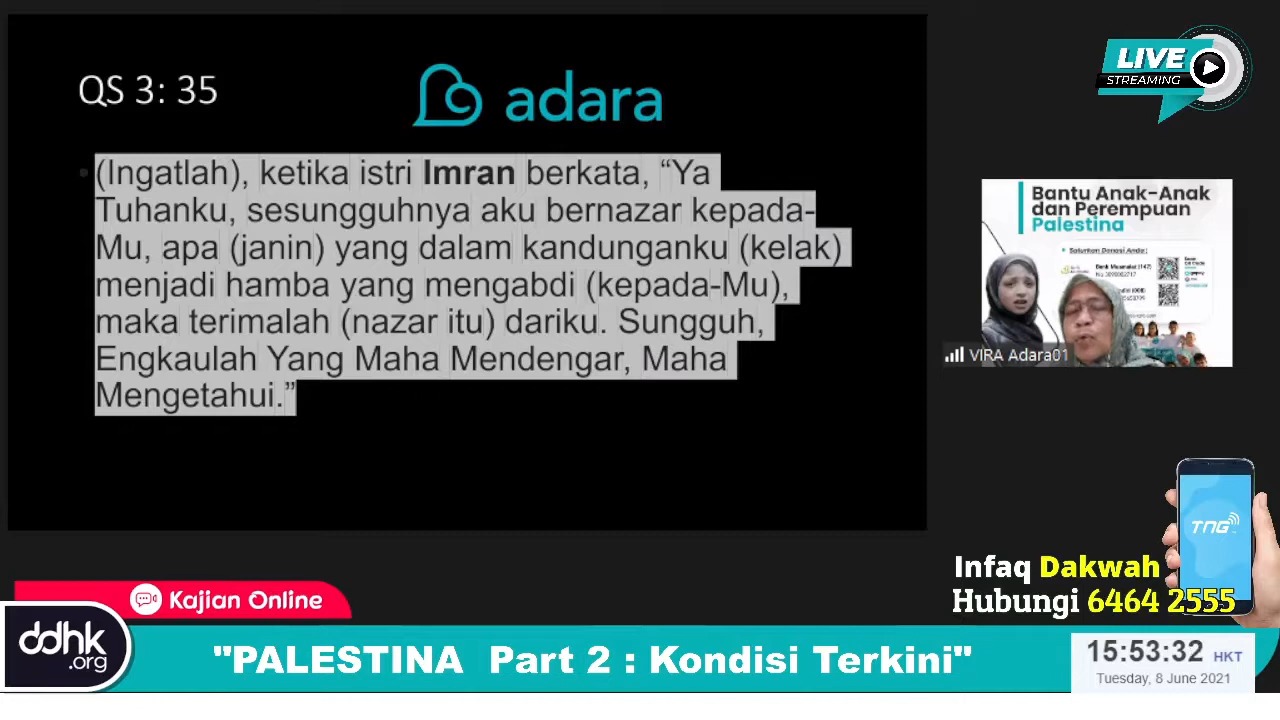 QS 3: 35
adara
(Ingatlah), ketika istri Imran berkata, “Ya
Tuhanku, sesungguhnya aku bernazar kepada-
Mu, apa (janin) yang dalam kandunganku (kelak)
menjadi hamba yang mengabdi (kepada-Mu),
maka terimalah (nazar itu) dariku. Sungguh,
Engkaulah Yang Maha Mendengar, Maha
Mengetahui.”
LIVE
STREAMING
Bantu Anak-Anak
dan Perempuan
Palestina
VIRA Adara01
TNG
Infaq Dakwah
Hubungi 6464 2555
Kajian Online
ddhk
.org
"PALESTINA Part 2 : Kondisi Terkini"
15:53:32 HKT
Tuesday, 8 June 2021